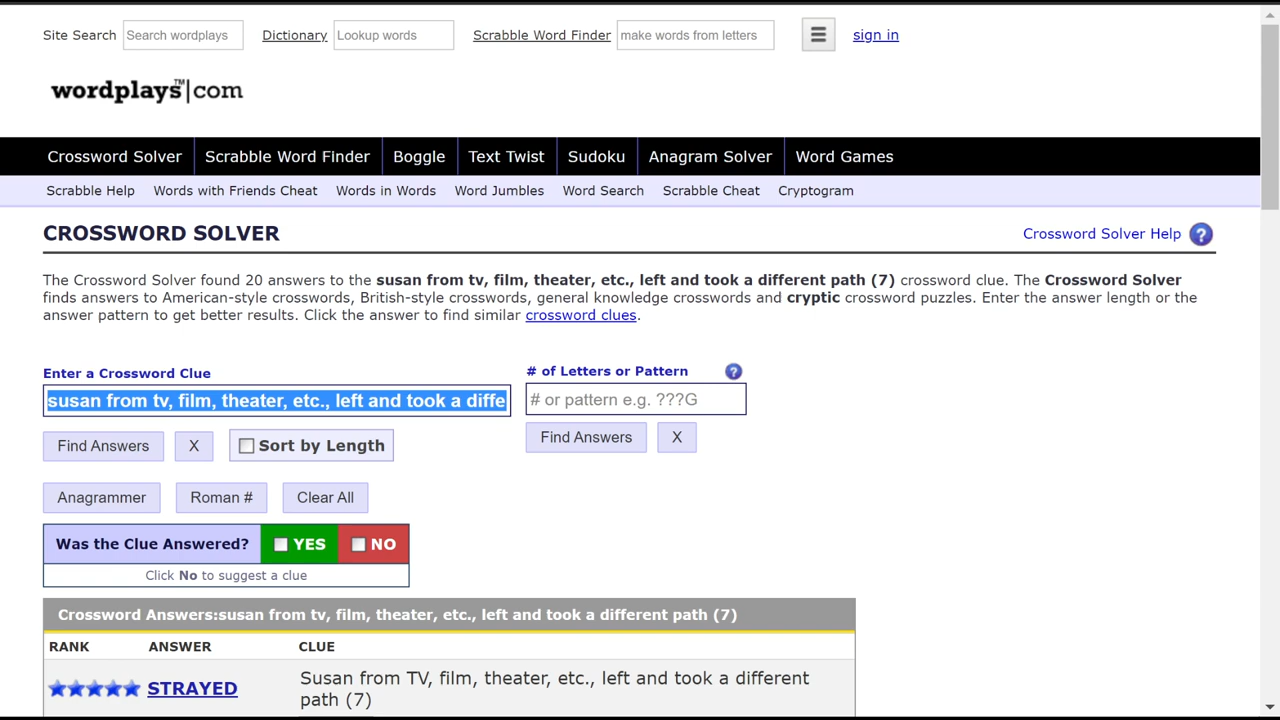 Site Search Search wordplays Dictionary Lookup words Scrabble Word Finder make words from letters sign in
wordplays™|com
Crossword Solver Scrabble Word Finder Boggle Text Twist Sudoku Anagram Solver Word Games
Scrabble Help Words with Friends Cheat Words in Words Word Jumbles Word Search Scrabble Cheat Cryptogram
CROSSWORD SOLVER
Crossword Solver Help ?
The Crossword Solver found 20 answers to the susan from tv, film, theater, etc., left and took a different path (7) crossword clue. The Crossword Solver
finds answers to American-style crosswords, British-style crosswords, general knowledge crosswords and cryptic crossword puzzles. Enter the answer length or the
answer pattern to get better results. Click the answer to find similar crossword clues.
Enter a Crossword Clue
susan from tv, film, theater, etc., left and took a diffe
Find Answers X Sort by Length
# of Letters or Pattern ?
# or pattern e.g. ???G
Find Answers X
Anagrammer Roman # Clear All
Was the Clue Answered? YES NO
Click No to suggest a clue
Crossword Answers:susan from tv, film, theater, etc., left and took a different path (7)
RANK ANSWER CLUE
STRAYED Susan from TV, film, theater, etc., left and took a different
path (7)